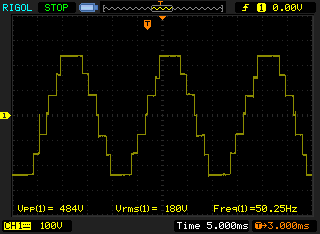 RIGOL STOP T 1 0.00V
T
1
Vpp(1)= 484V Vrms(1)= 180V Freq(1)=50.25Hz
CH1 100V Time 5.000ms T→3.000ms